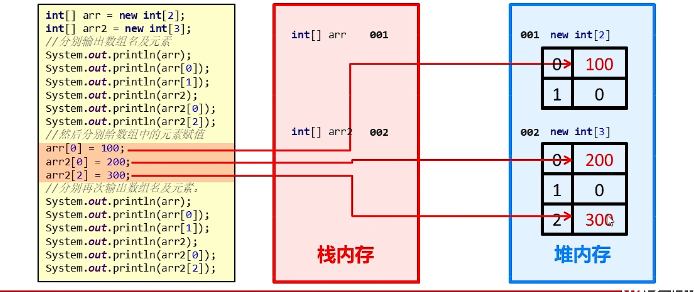 int[] arr = new int[2];
int[] arr2 = new int[3];
//分别输出数组名及元素
System.out.println(arr);
System.out.println(arr[0]);
System.out.println(arr[1]);
System.out.println(arr2);
System.out.println(arr2[0]);
System.out.println(arr2[2]);
//然后分别给数组中的元素赋值
arr[0] = 100;
arr2[0] = 200;
arr2[2] = 300;
//分别再次输出数组名及元素。
System.out.println(arr);
System.out.println(arr[0]);
System.out.println(arr[1]);
System.out.println(arr2);
System.out.println(arr2[0]);
System.out.println(arr2[2]);
int[] arr 001
int[] arr2 002
栈内存
001 new int[2]
0 100
1 0
002 new int[3]
0 200
1 0
2 300
堆内存